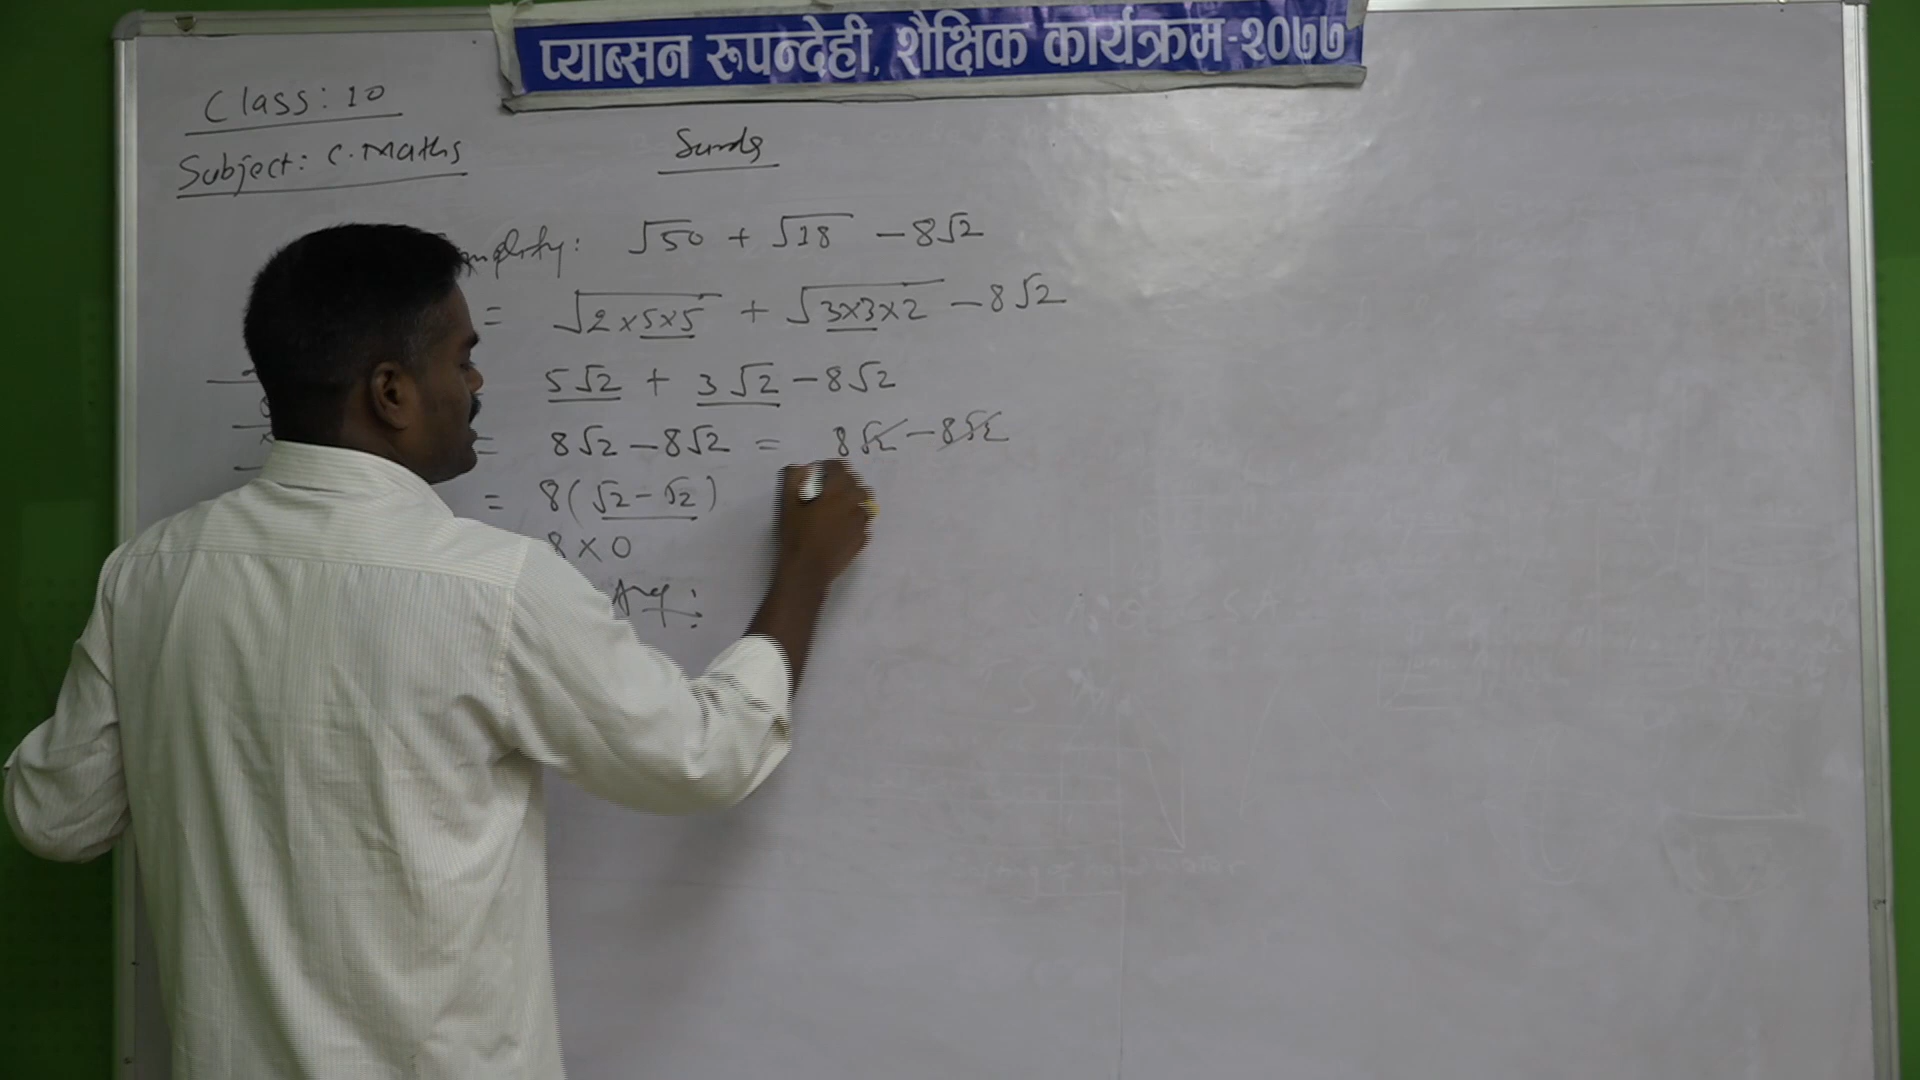 प्याब्सन रूपन्देही, शैक्षिक कार्यक्रम-२०७७
Class: 10
Subject: C. Maths
Surds
√50 + √18 - 8√2
= √2×5×5 + √3×3×2 - 8√2
5√2 + 3√2 - 8√2
= 8√2 - 8√2 = 8√2 - 8√2
= 8(√2 - √2)
8 × 0
Ans: